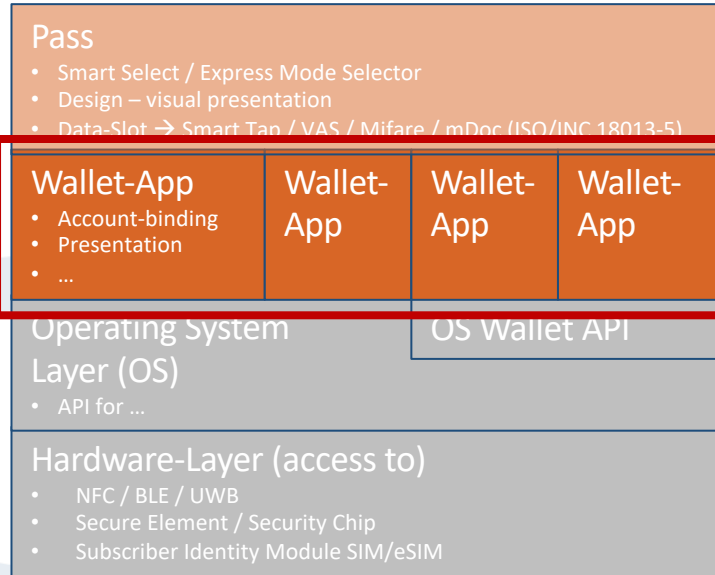 Pass
• Smart Select / Express Mode Selector
• Design – visual presentation
• Data-Slot → Smart Tap / VAS / Mifare / mDoc (ISO/INC 18013-5)
Wallet-App
• Account-binding
• Presentation
• ...
Wallet-
App
Wallet-
App
Wallet-
App
Operating System
Layer (OS)
• API for ...
OS Wallet API
Hardware-Layer (access to)
• NFC / BLE / UWB
• Secure Element / Security Chip
• Subscriber Identity Module SIM/eSIM